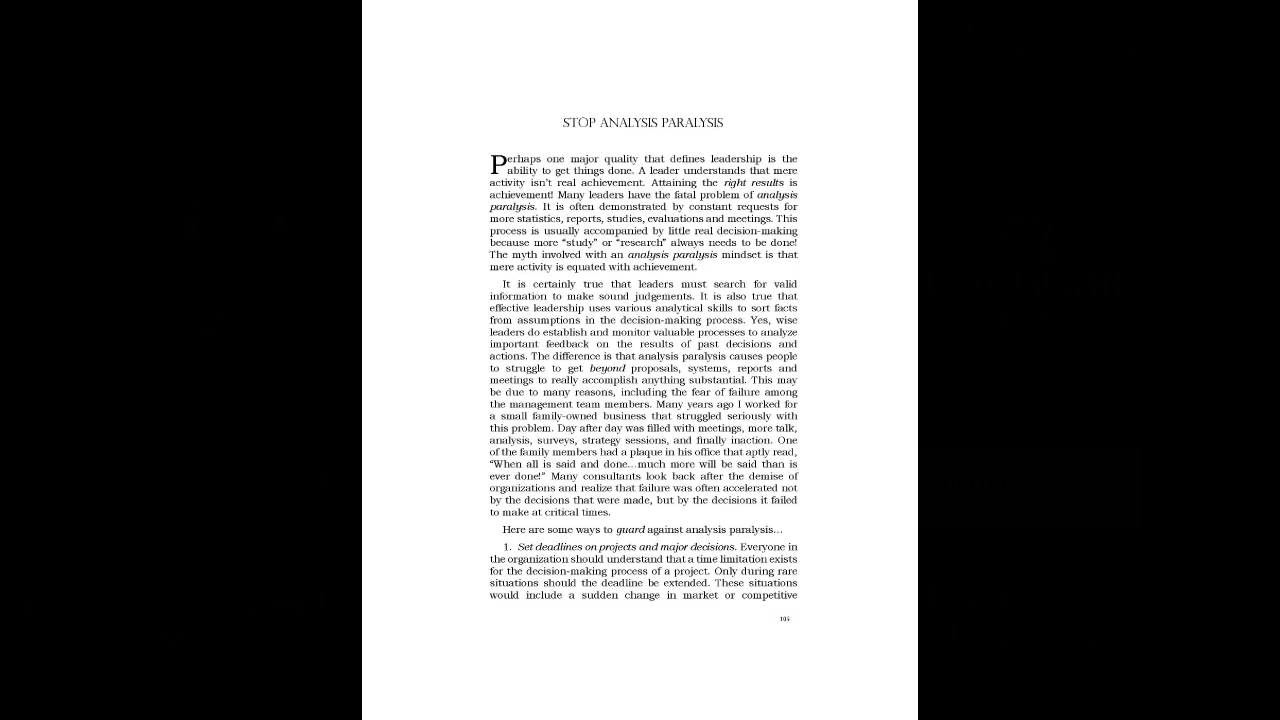 STOP ANALYSIS PARALYSIS
Perhaps one major quality that defines leadership is the
ability to get things done. A leader understands that mere
activity isn't real achievement. Attaining the right results is
achievement! Many leaders have the fatal problem of analysis
paralysis. It is often demonstrated by constant requests for
more statistics, reports, studies, evaluations and meetings. This
process is usually accompanied by little real decision-making
because more “study” or “research” always needs to be done!
The myth involved with an analysis paralysis mindset is that
mere activity is equated with achievement.
It is certainly true that leaders must search for valid
information to make sound judgements. It is also true that
effective leadership uses various analytical skills to sort facts
from assumptions in the decision-making process. Yes, wise
leaders do establish and monitor valuable processes to analyze
important feedback on the results of past decisions and
actions. The difference is that analysis paralysis causes people
to struggle to get beyond proposals, systems, reports and
meetings to really accomplish anything substantial. This may
be due to many reasons, including the fear of failure among
the management team members. Many years ago I worked for
a small family-owned business that struggled seriously with
this problem. Day after day was filled with meetings, more talk,
analysis, surveys, strategy sessions, and finally inaction. One
of the family members had a plaque in his office that aptly read,
“When all is said and done...much more will be said than is
ever done!” Many consultants look back after the demise of
organizations and realize that failure was often accelerated not
by the decisions that were made, but by the decisions it failed
to make at critical times.
Here are some ways to guard against analysis paralysis...
1. Set deadlines on projects and major decisions. Everyone in
the organization should understand that a time limitation exists
for the decision-making process of a project. Only during rare
situations should the deadline be extended. These situations
would include a sudden change in market or competitive
105